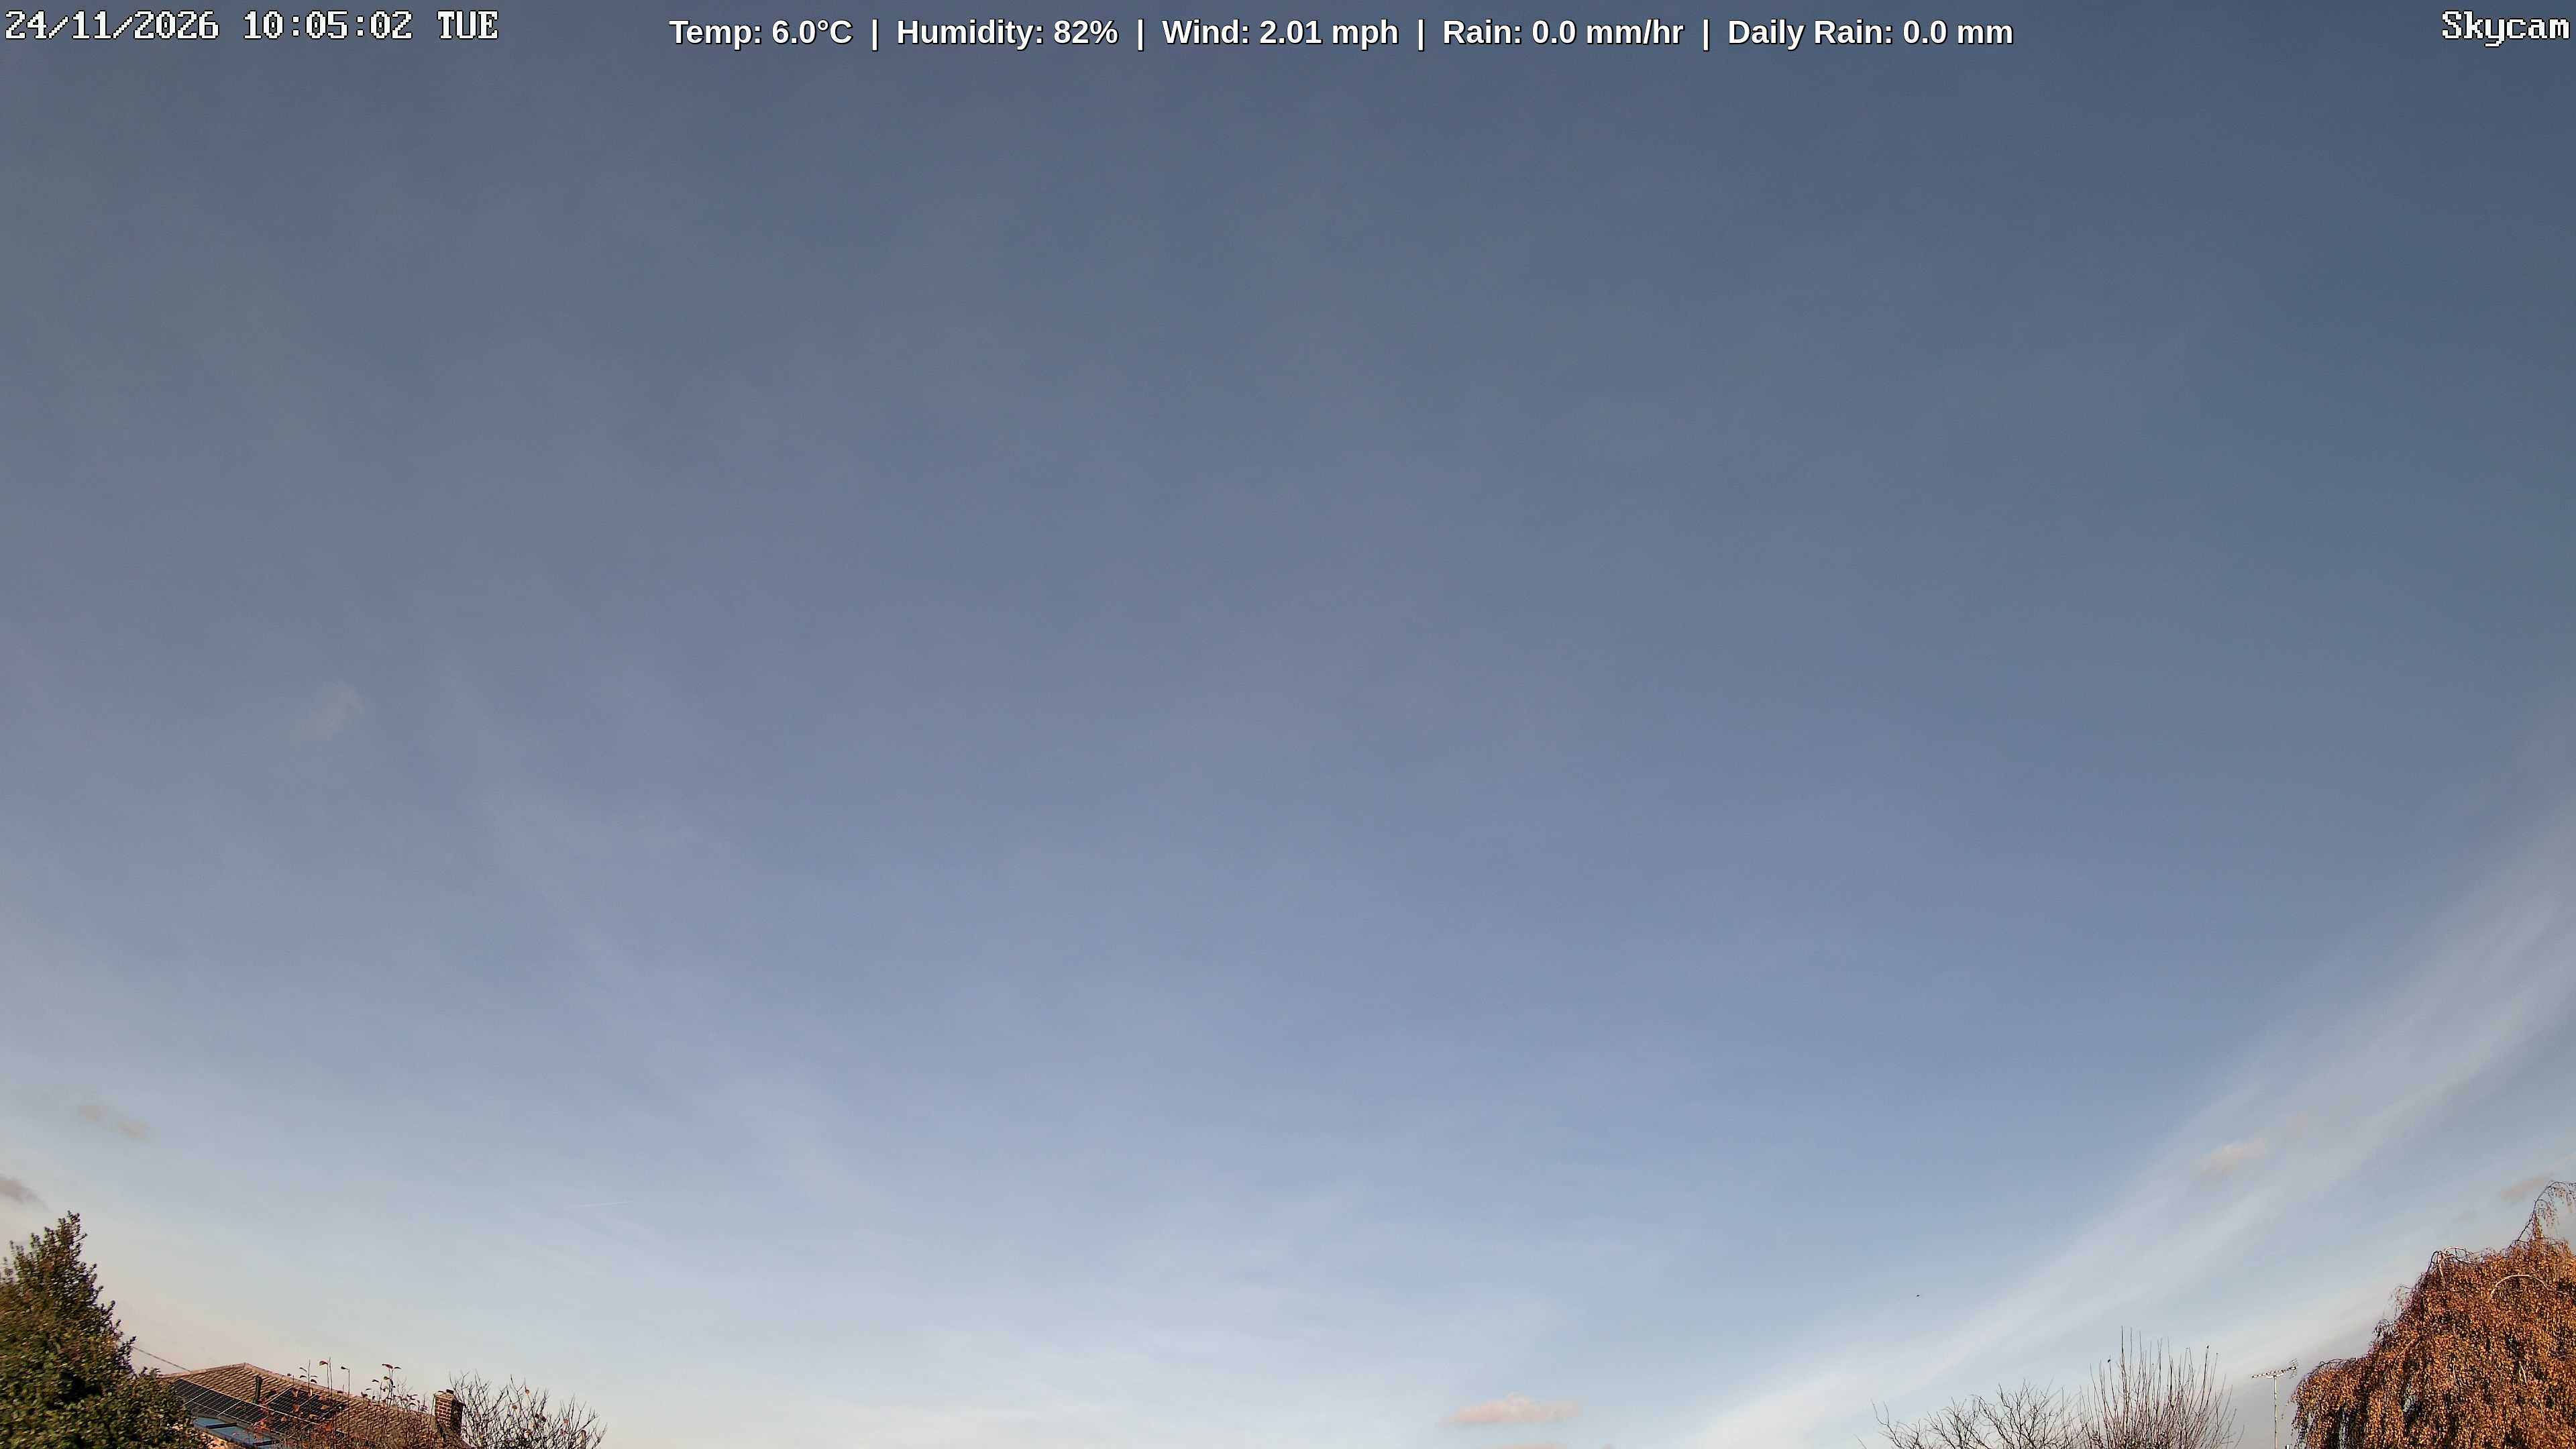 24/11/2026 10:05:02 TUE
Temp: 6.0°C | Humidity: 82% | Wind: 2.01 mph | Rain: 0.0 mm/hr | Daily Rain: 0.0 mm
Skycam